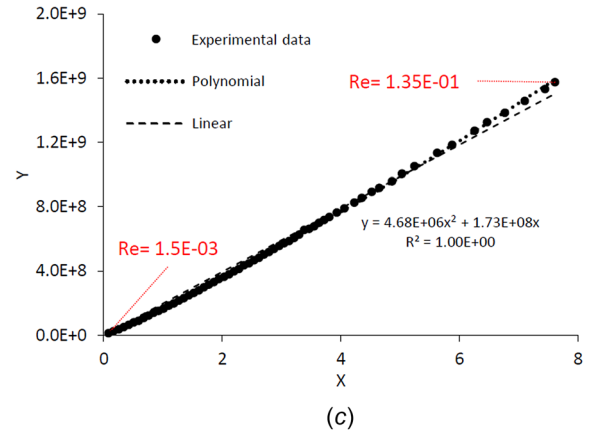 2.0E+9
1.6E+9
1.2E+9
8.0E+8
4.0E+8
0.0E+0
Y
Experimental data
Polynomial
Linear
Re= 1.35E-01
y = 4.68E+06x² + 1.73E+08x
R² = 1.00E+00
Re= 1.5E-03
0 2 4 6 8
X
(c)